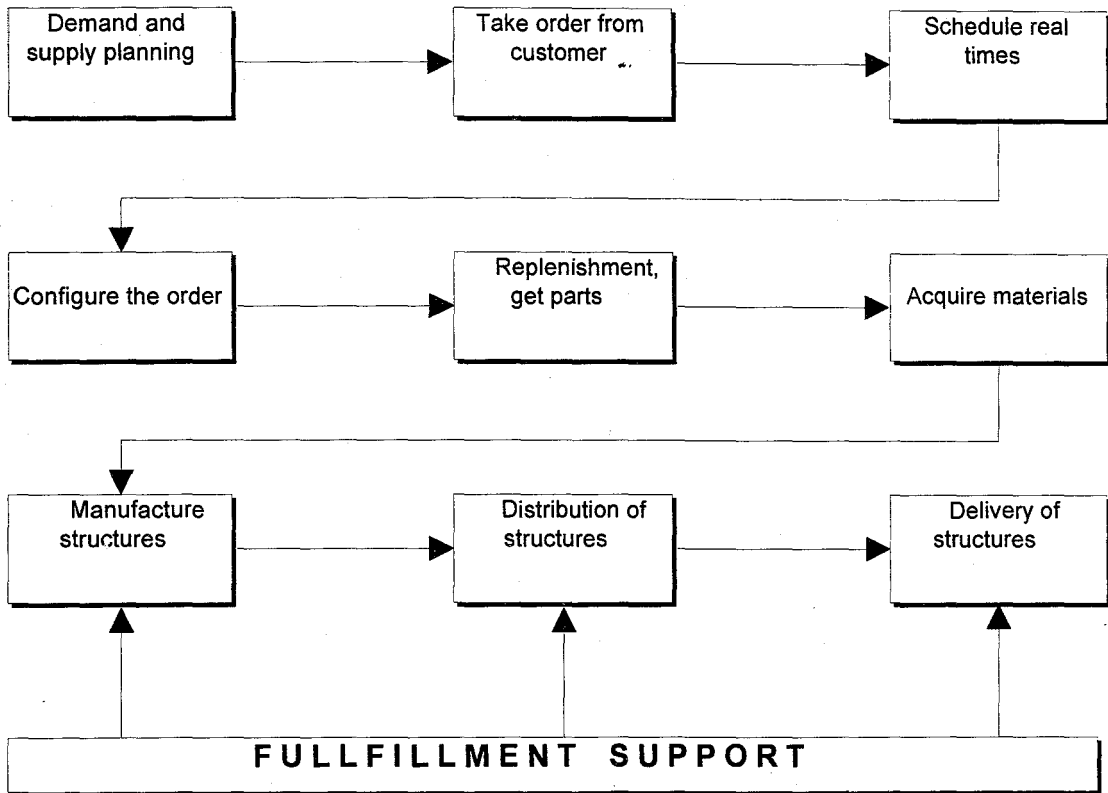 Demand and
supply planning
Take order from
customer
Schedule real
times
Configure the order
Replenishment,
get parts
Acquire materials
Manufacture
structures
Distribution of
structures
Delivery of
structures
FULLFILLMENT SUPPORT